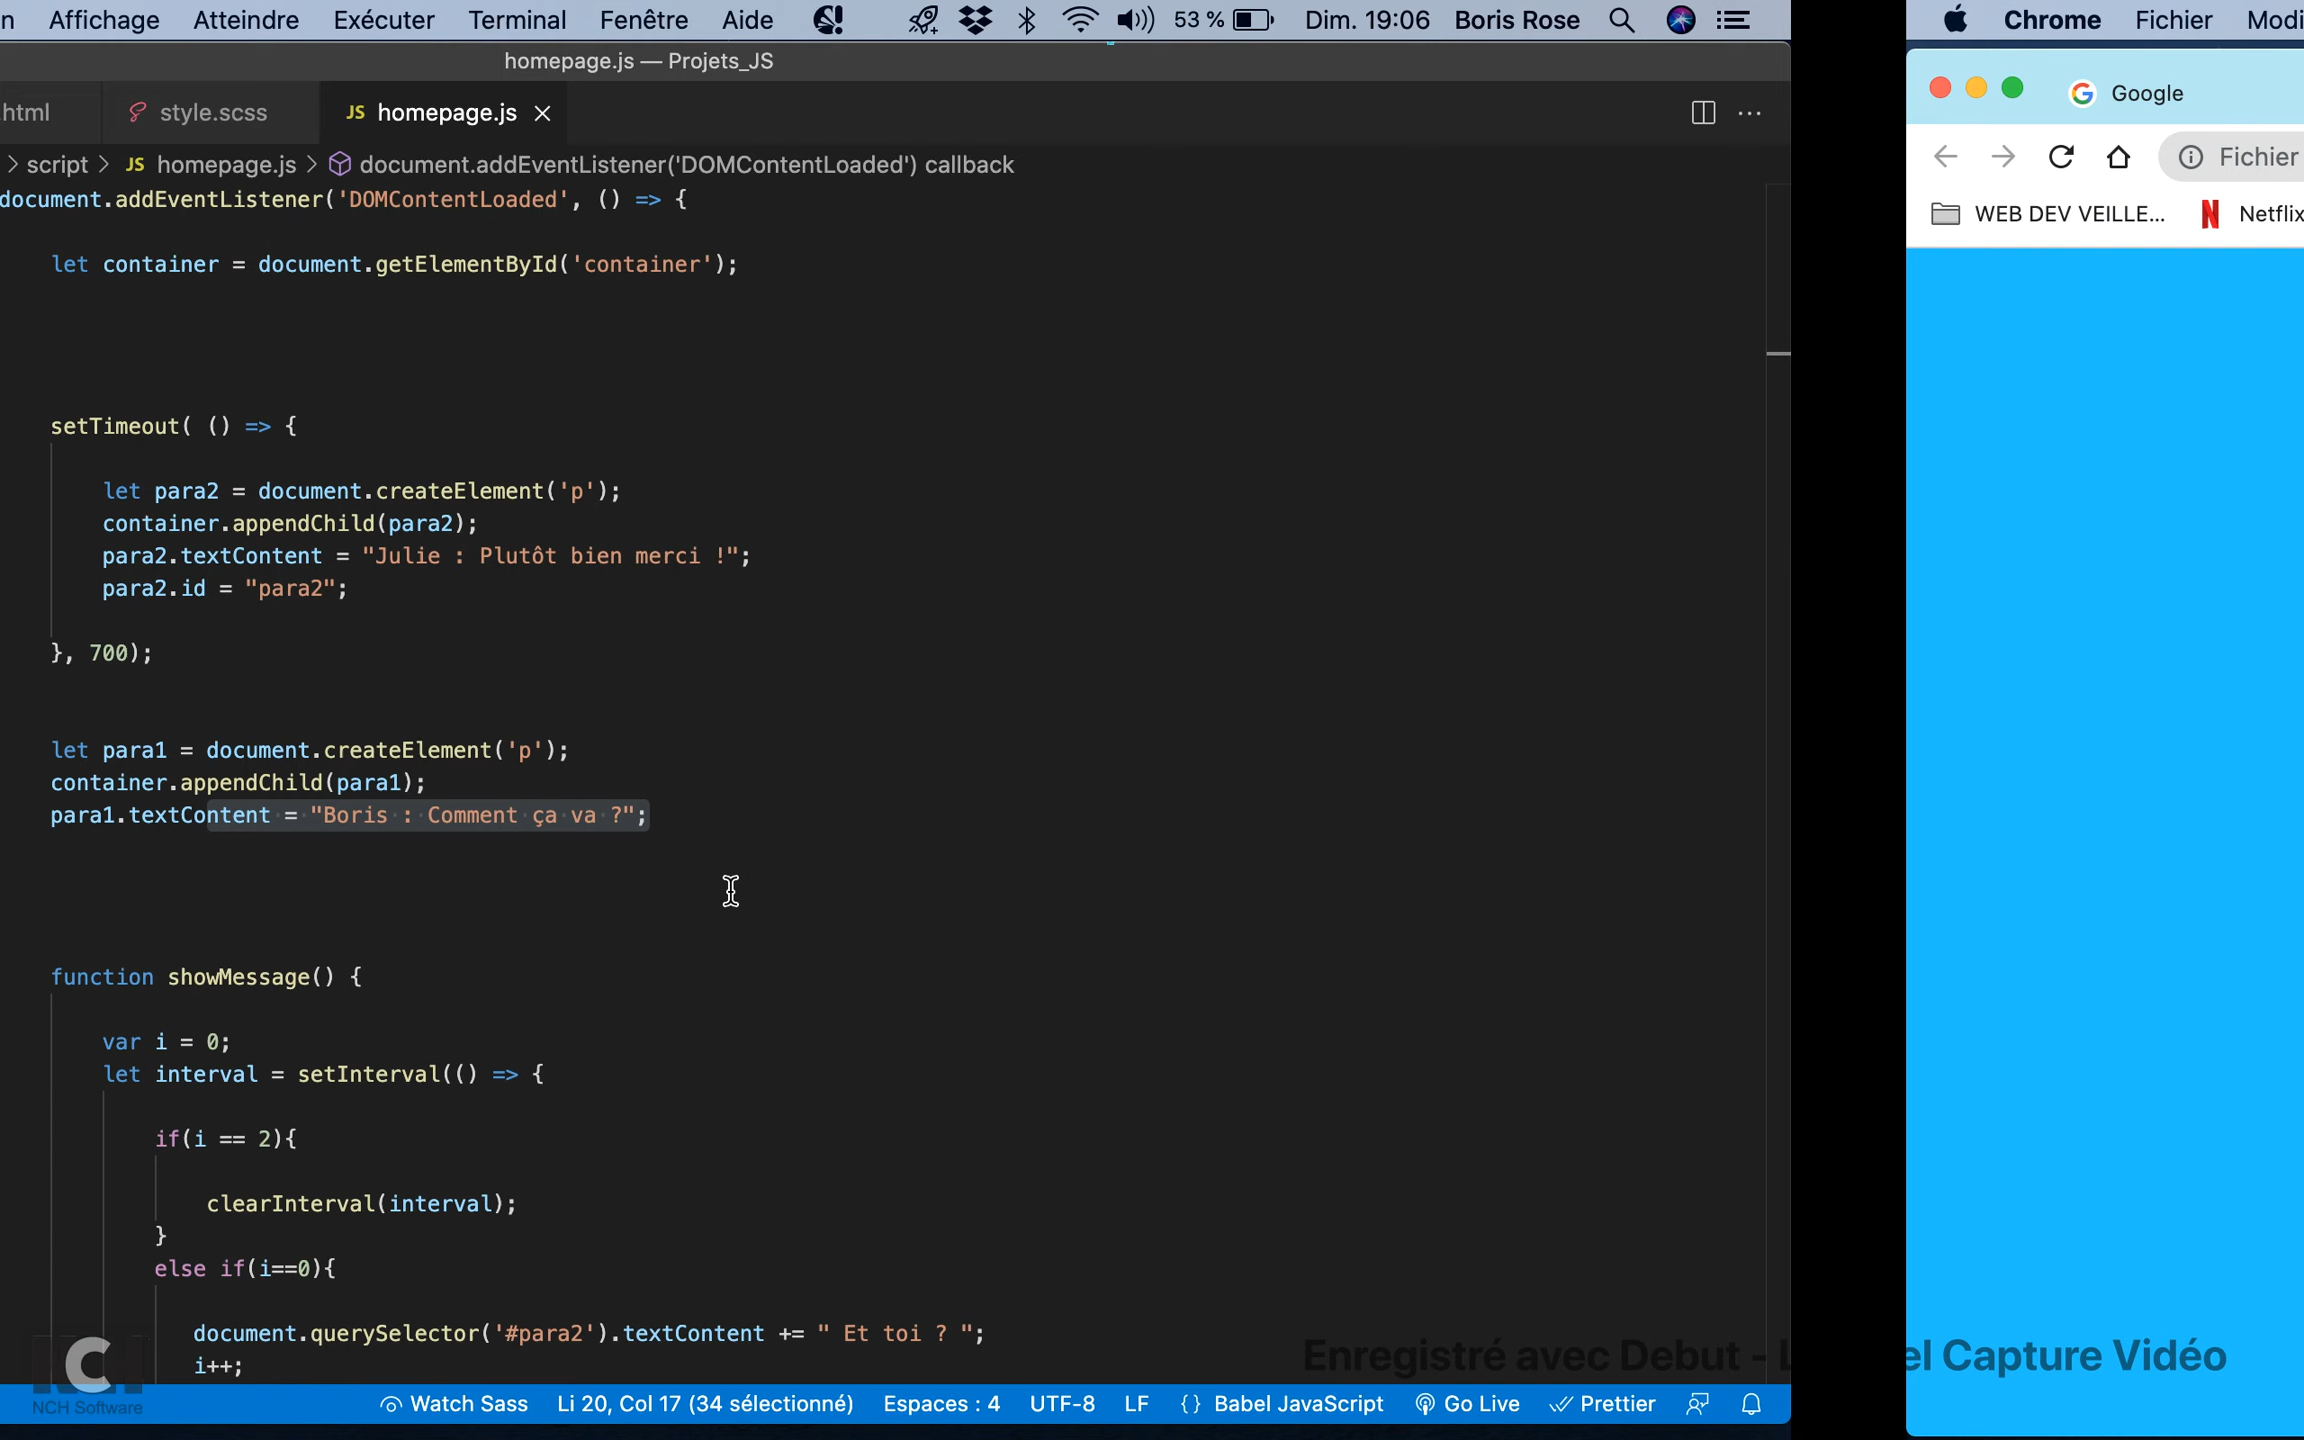 n Affichage Atteindre Exécuter Terminal Fenêtre Aide 53 % Dim. 19:06 Boris Rose
homepage.js — Projets_JS
html style.scss JS homepage.js
script > JS homepage.js > document.addEventListener('DOMContentLoaded') callback
document.addEventListener('DOMContentLoaded', () => {
let container = document.getElementById('container');
setTimeout( () => {
let para2 = document.createElement('p');
container.appendChild(para2);
para2.textContent = "Julie : Plutôt bien merci !";
para2.id = "para2";
}, 700);
let para1 = document.createElement('p');
container.appendChild(para1);
para1.textContent = "Boris : Comment ça va ?";
function showMessage() {
var i = 0;
let interval = setInterval(() => {
if(i == 2){
clearInterval(interval);
}
else if(i==0){
document.querySelector('#para2').textContent += " Et toi ? ";
i++;
Watch Sass Li 20, Col 17 (34 sélectionné) Espaces : 4 UTF-8 LF {} Babel JavaScript Go Live Prettier
NCH
NCH Software
Chrome Fichier Modi
Google
Fichier
WEB DEV VEILLE... Netflix
Enregistré avec Debut - L el Capture Vidéo